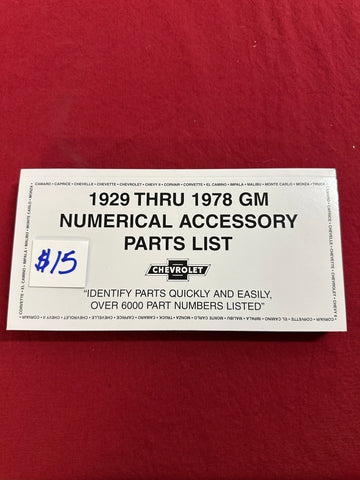 CAMARO • CAPRICE • CHEVELLE • CHEVETTE • CHEVROLET • CHEVY II • CORVAIR • CORVETTE • EL CAMINO • IMPALA • MALIBU • MONTE CARLO • MONZA • TRUCK
1929 THRU 1978 GM
NUMERICAL ACCESSORY
PARTS LIST
$15
CHEVROLET
"IDENTIFY PARTS QUICKLY AND EASILY,
OVER 6000 PART NUMBERS LISTED"